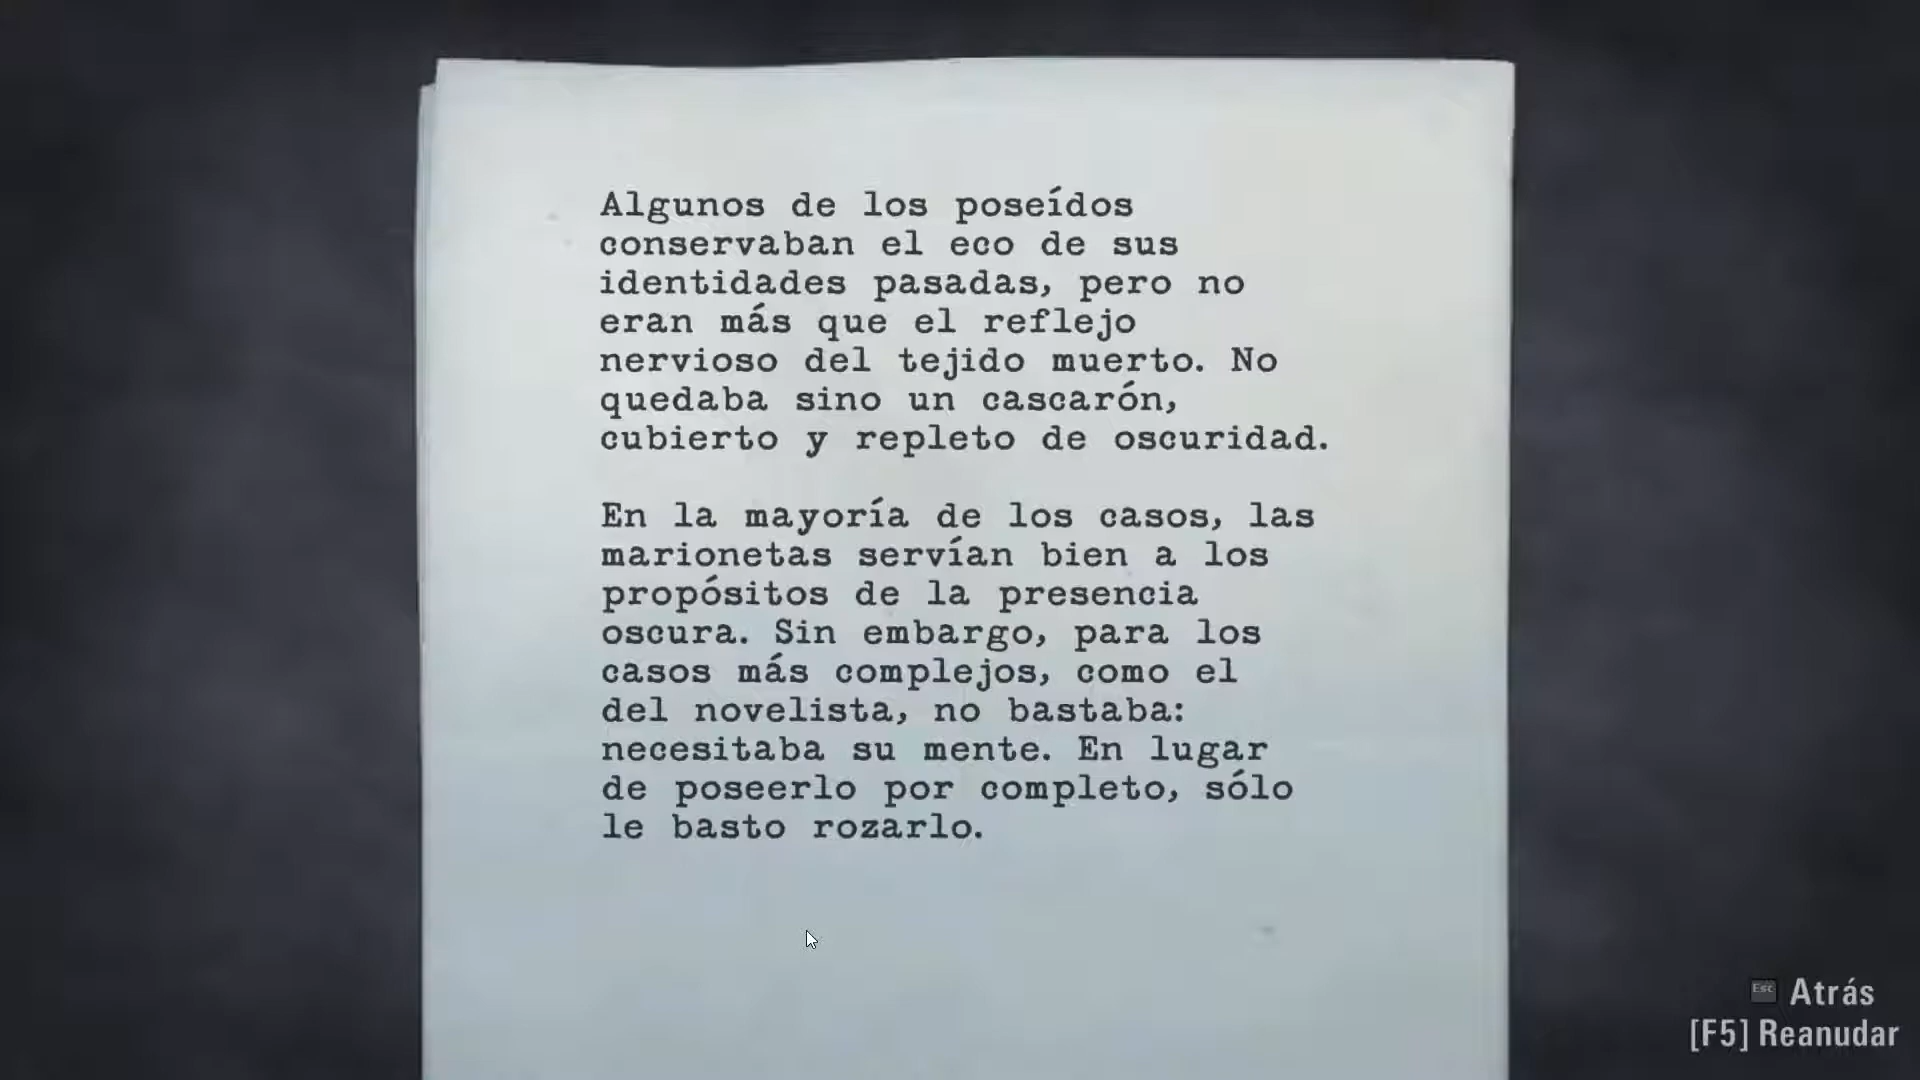 Algunos de los poseídos
conservaban el eco de sus
identidades pasadas, pero no
eran más que el reflejo
nervioso del tejido muerto. No
quedaba sino un cascarón,
cubierto y repleto de oscuridad.
En la mayoría de los casos, las
marionetas servían bien a los
propósitos de la presencia
oscura. Sin embargo, para los
casos más complejos, como el
del novelista, no bastaba:
necesitaba su mente. En lugar
de poseerlo por completo, sólo
le basto rozarlo.
Esc Atrás
[F5] Reanudar